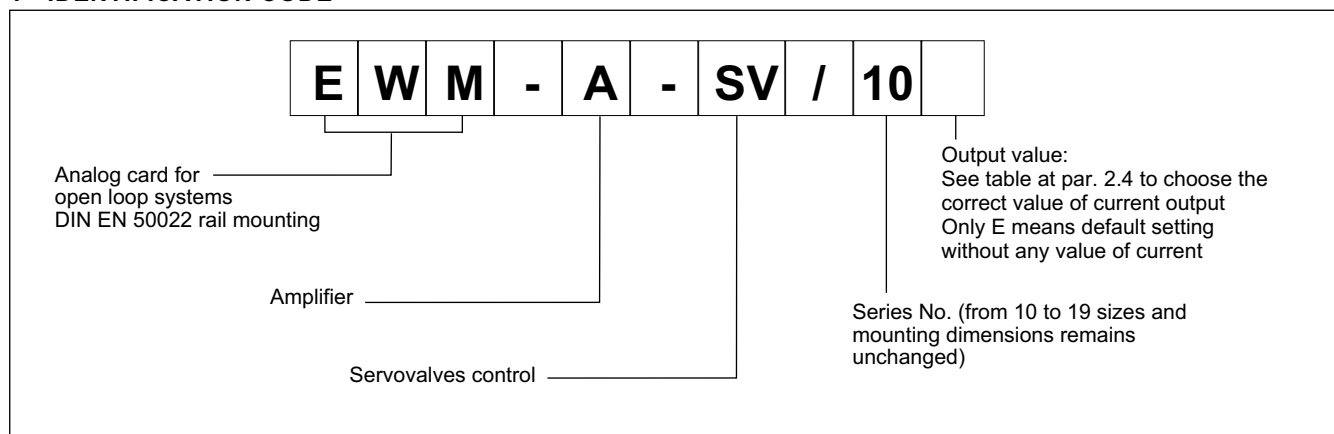 E W M - A - SV / 10
Analog card for
open loop systems
DIN EN 50022 rail mounting
Amplifier
Servovalves control
Output value:
See table at par. 2.4 to choose the
correct value of current output
Only E means default setting
without any value of current
Series No. (from 10 to 19 sizes and
mounting dimensions remains
unchanged)